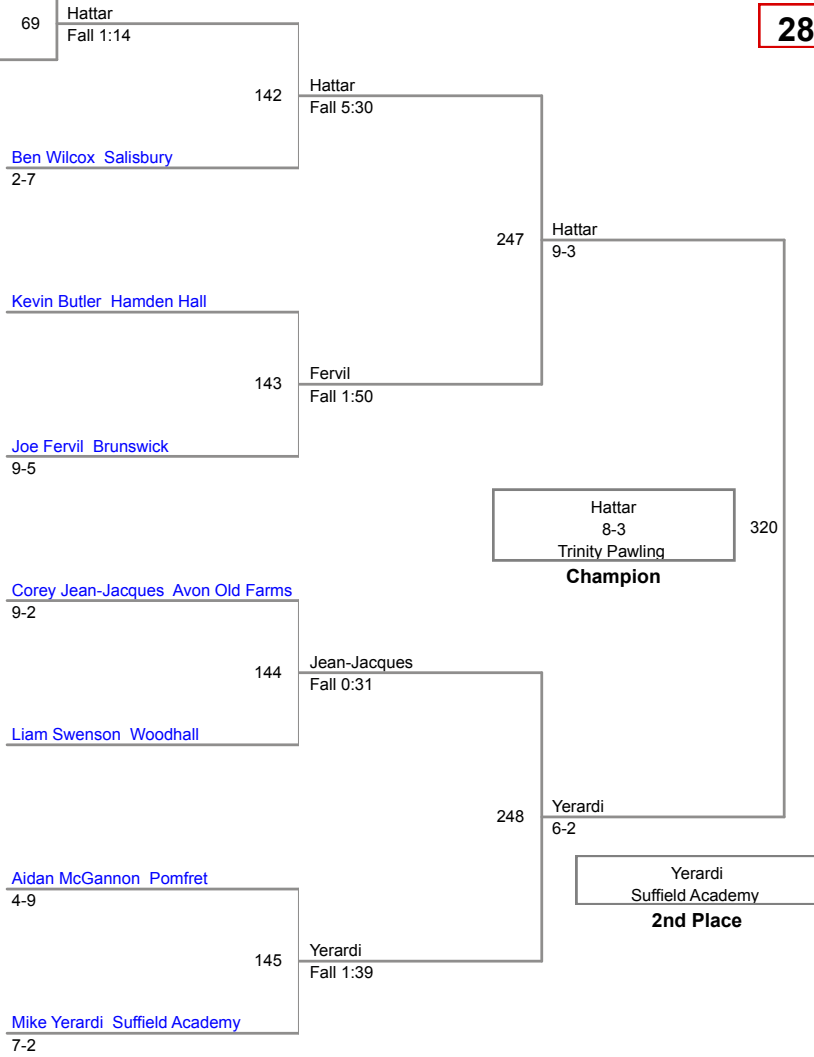 69
Hattar
Fall 1:14
28
142
Hattar
Fall 5:30
Ben Wilcox  Salisbury
2-7
247
Hattar
9-3
Kevin Butler  Hamden Hall
143
Fervil
Fall 1:50
Joe Fervil  Brunswick
9-5
Hattar
8-3
Trinity Pawling
320
Champion
Corey Jean-Jacques  Avon Old Farms
9-2
144
Jean-Jacques
Fall 0:31
Liam Swenson  Woodhall
248
Yerardi
6-2
Aidan McGannon  Pomfret
4-9
Yerardi
Suffield Academy
2nd Place
145
Yerardi
Fall 1:39
Mike Yerardi  Suffield Academy
7-2